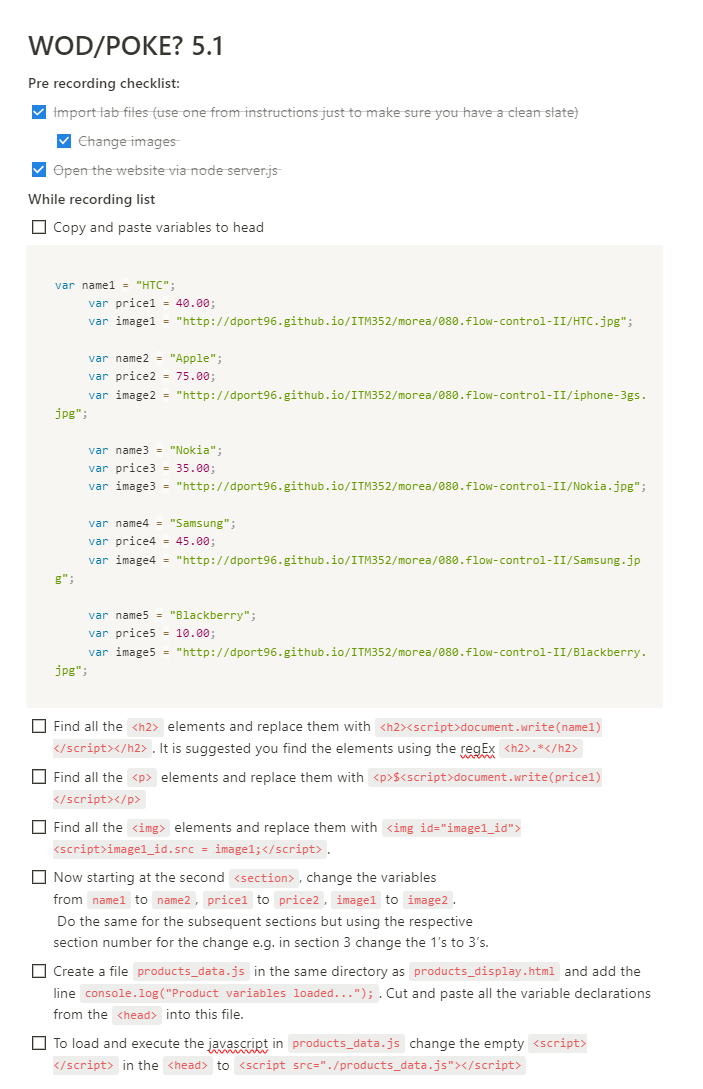 WOD/POKE? 5.1
Pre recording checklist:
Import lab files (use one from instructions just to make sure you have a clean slate)
Change images
Open the website via node server.js
While recording list
Copy and paste variables to head
var name1 = "HTC";
var price1 = 40.00;
var image1 = "http://dport96.github.io/ITM352/morea/080.flow-control-II/HTC.jpg";
var name2 = "Apple";
var price2 = 75.00;
var image2 = "http://dport96.github.io/ITM352/morea/080.flow-control-II/iphone-3gs.
jpg";
var name3 = "Nokia";
var price3 = 35.00;
var image3 = "http://dport96.github.io/ITM352/morea/080.flow-control-II/Nokia.jpg";
var name4 = "Samsung";
var price4 = 45.00;
var image4 = "http://dport96.github.io/ITM352/morea/080.flow-control-II/Samsung.jp
g";
var name5 = "Blackberry";
var price5 = 10.00;
var image5 = "http://dport96.github.io/ITM352/morea/080.flow-control-II/Blackberry.
jpg";
Find all the <h2> elements and replace them with <h2><script>document.write(name1)
</script></h2> . It is suggested you find the elements using the regEx <h2>.*</h2>
Find all the <p> elements and replace them with <p>$<script>document.write(price1)
</script></p>
Find all the <img> elements and replace them with <img id="image1_id">
<script>image1_id.src = image1;</script> .
Now starting at the second <section> , change the variables
from name1 to name2 , price1 to price2 , image1 to image2 .
Do the same for the subsequent sections but using the respective
section number for the change e.g. in section 3 change the 1's to 3's.
Create a file products_data.js in the same directory as products_display.html and add the
line console.log("Product variables loaded..."); . Cut and paste all the variable declarations
from the <head> into this file.
To load and execute the javascript in products_data.js change the empty <script>
</script> in the <head> to <script src="./products_data.js"></script>